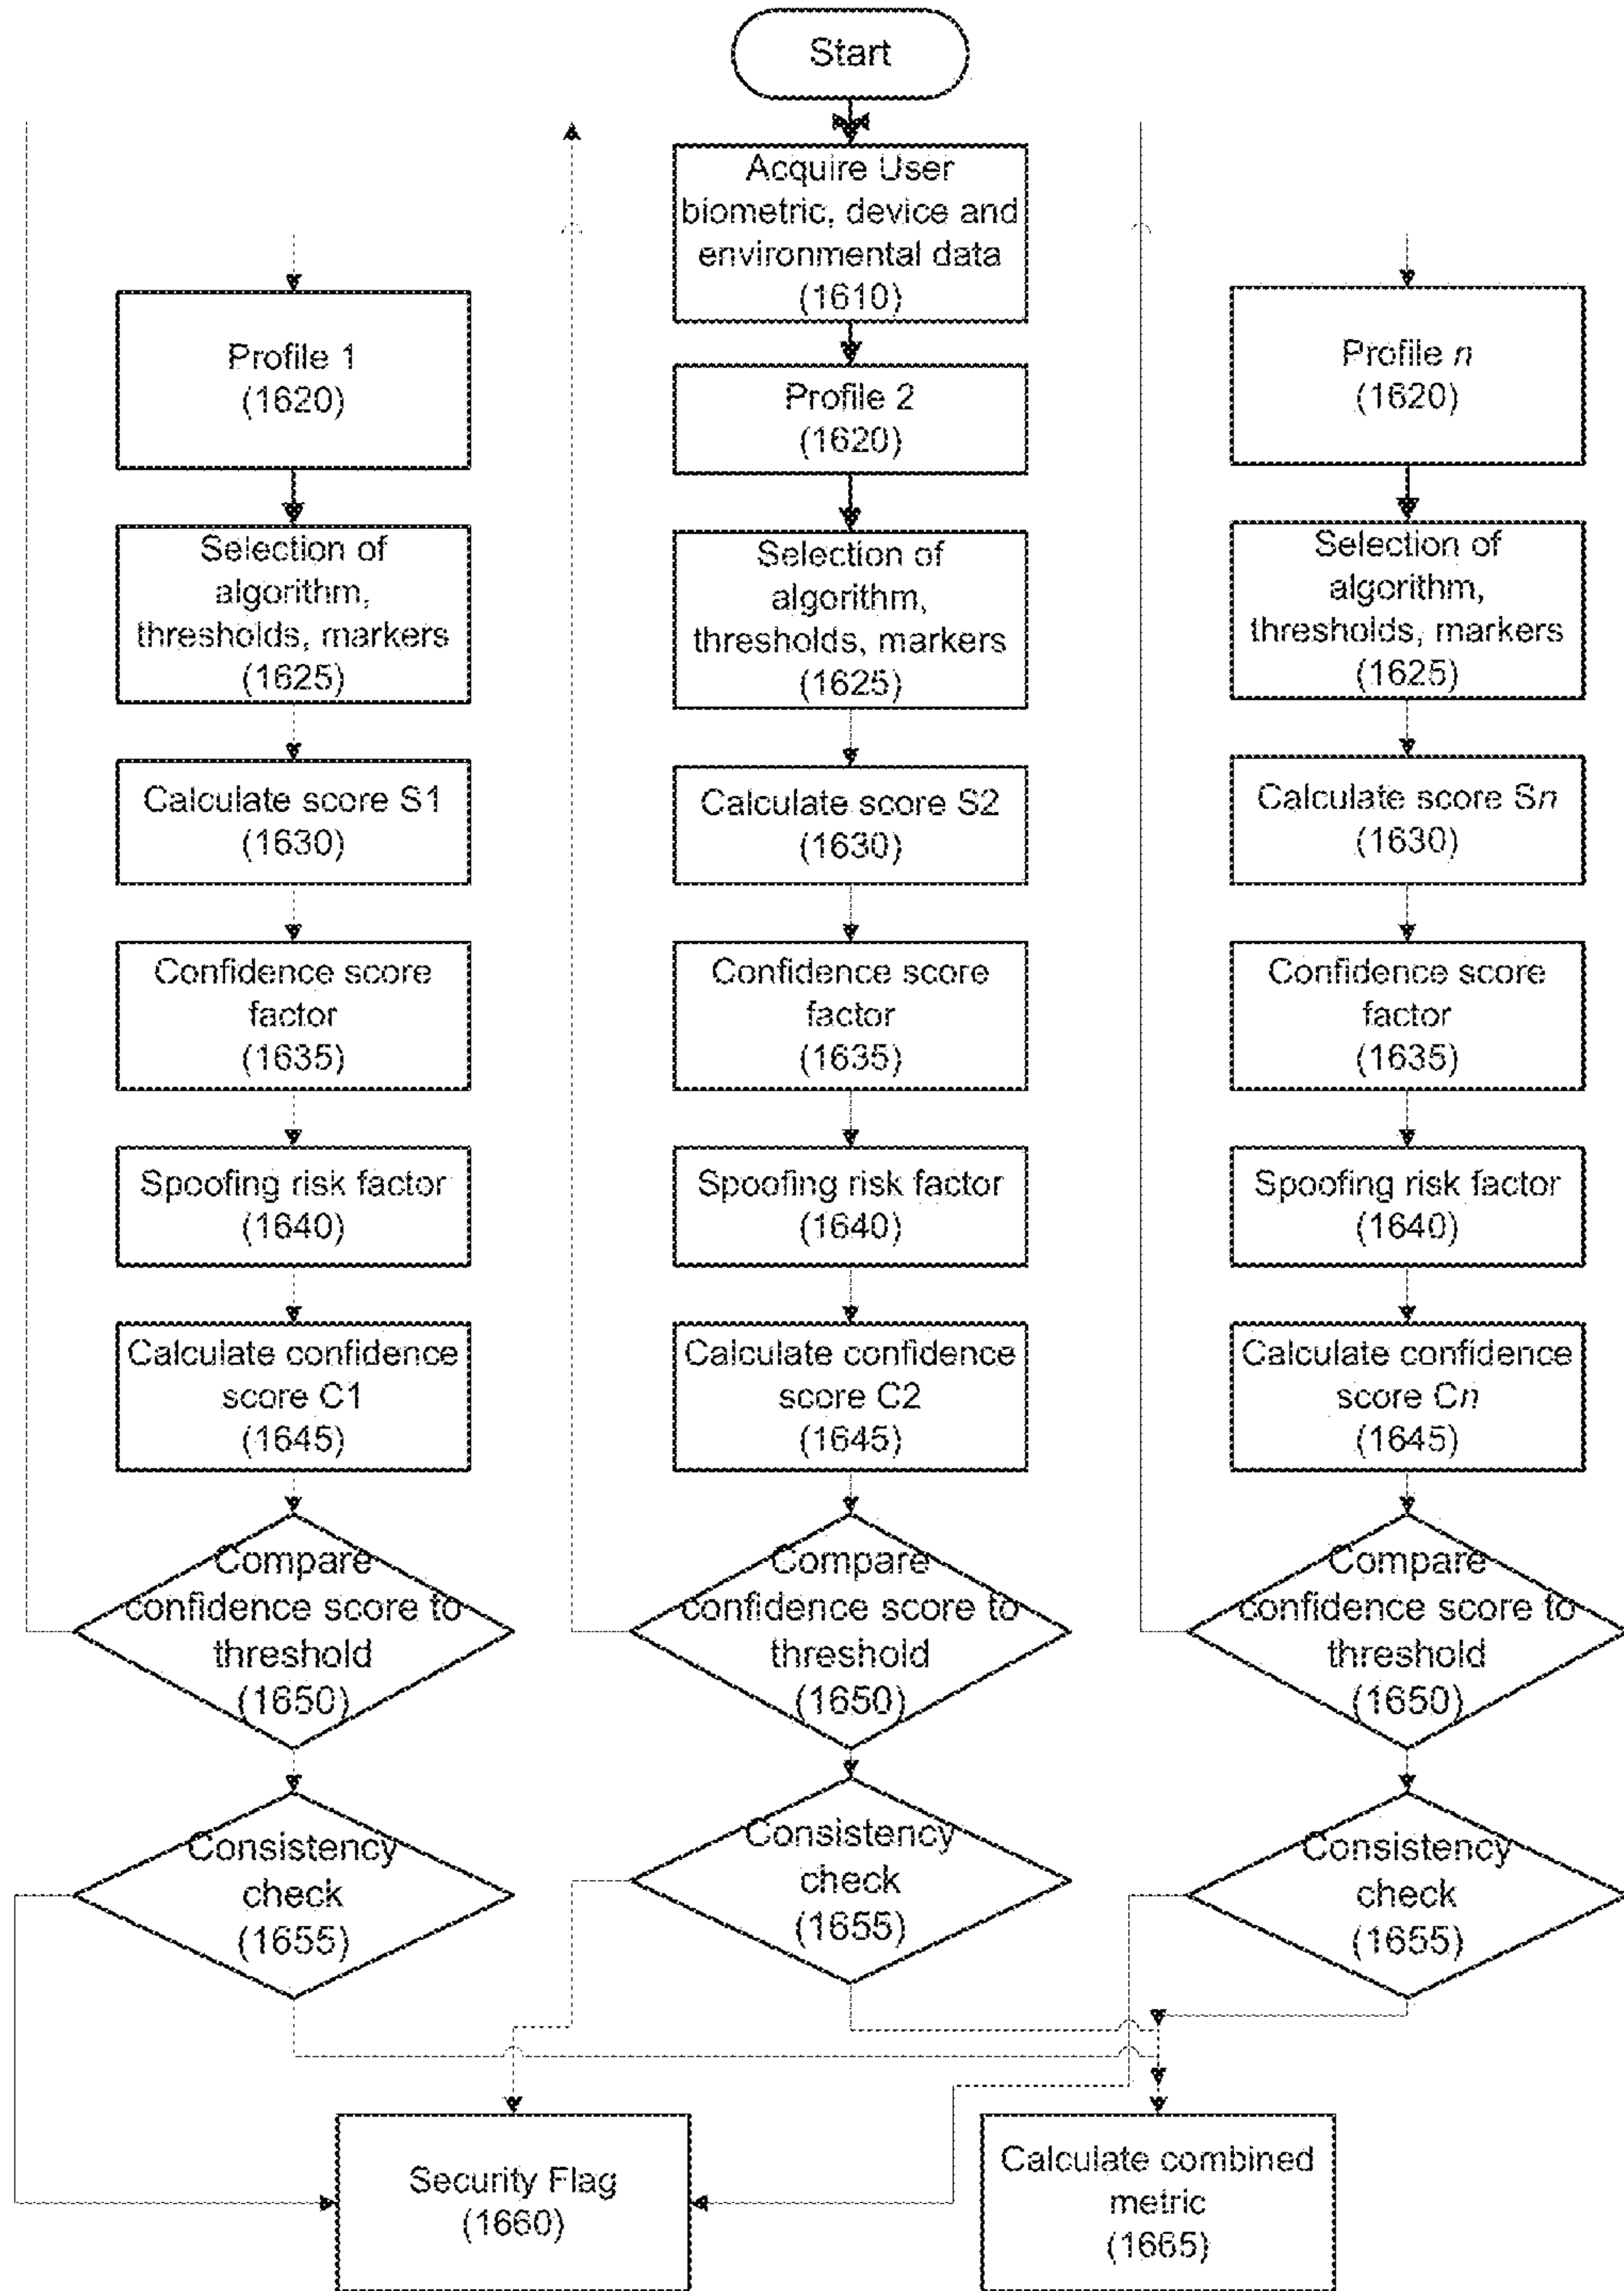 Start
Acquire User
biometric, device and
environmental data
(1610)
Profile 1
(1620)
Selection of
algorithm,
thresholds, markers
(1625)
Calculate score S1
(1630)
Confidence score
factor
(1635)
Spoofing risk factor
(1640)
Calculate confidence
score C1
(1645)
Compare
confidence score to
threshold
(1650)
Consistency
check
(1655)
Profile 2
(1620)
Selection of
algorithm,
thresholds, markers
(1625)
Calculate score S2
(1630)
Confidence score
factor
(1635)
Spoofing risk factor
(1640)
Calculate confidence
score C2
(1645)
Compare
confidence score to
threshold
(1650)
Consistency
check
(1655)
Profile n
(1620)
Selection of
algorithm,
thresholds, markers
(1625)
Calculate score Sn
(1630)
Confidence score
factor
(1635)
Spoofing risk factor
(1640)
Calculate confidence
score Cn
(1645)
Compare
confidence score to
threshold
(1650)
Consistency
check
(1655)
Security Flag
(1660)
Calculate combined
metric
(1665)